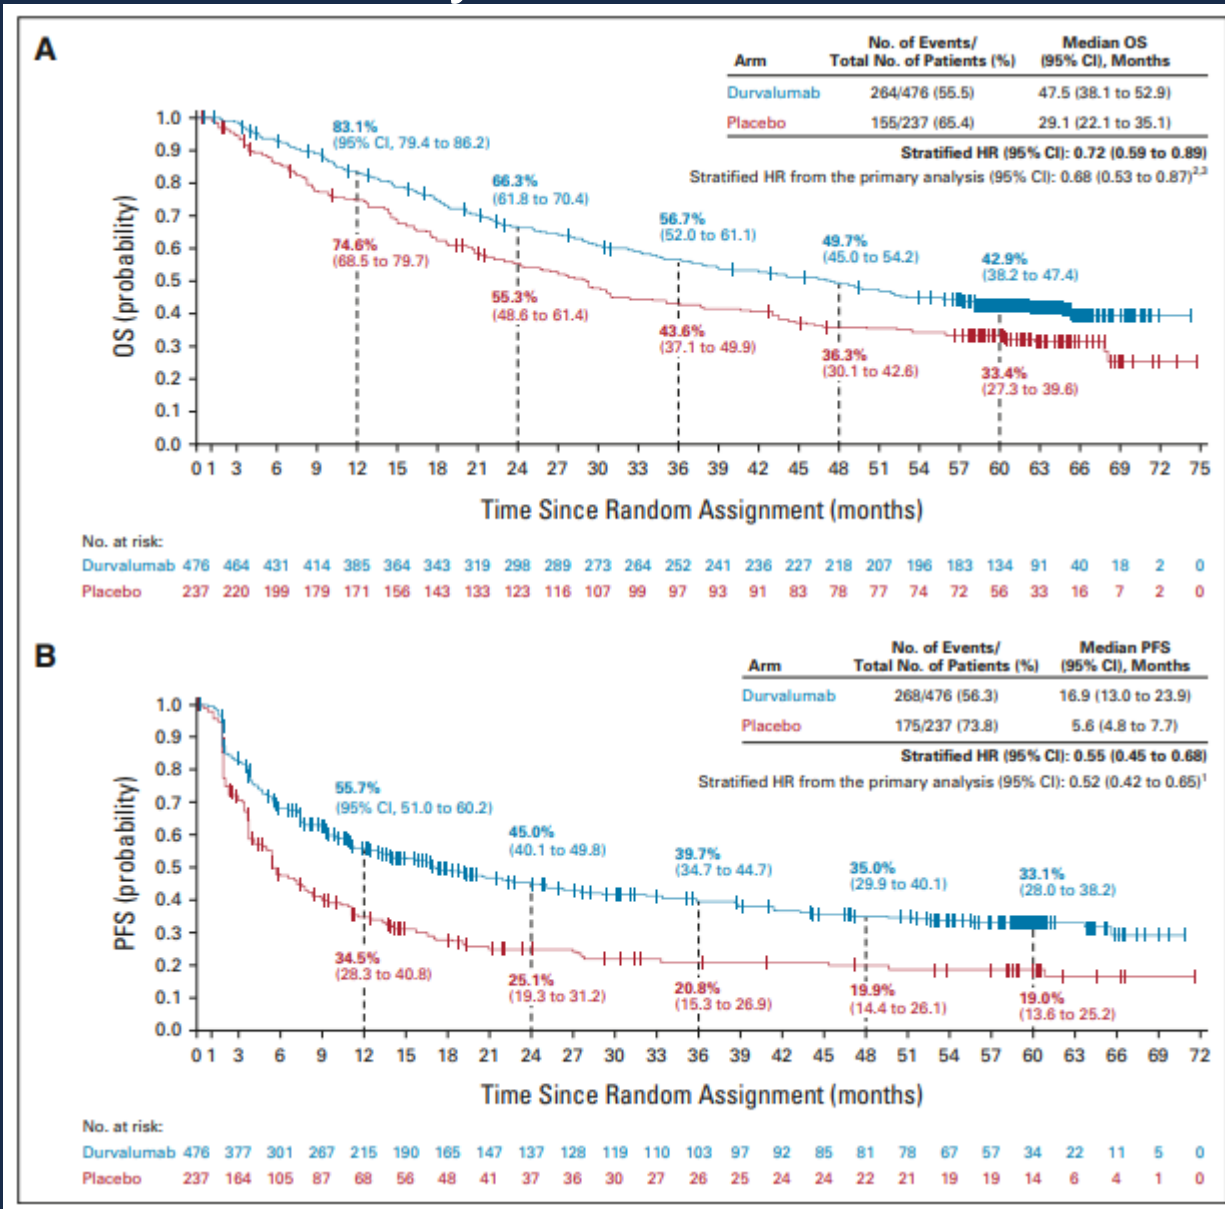 A
Arm No. of Events/ Total No. of Patients (%) Median OS (95% CI), Months
Durvalumab 264/476 (55.5) 47.5 (38.1 to 52.9)
Placebo 155/237 (65.4) 29.1 (22.1 to 35.1)
Stratified HR (95% CI): 0.72 (0.59 to 0.89)
Stratified HR from the primary analysis (95% CI): 0.68 (0.53 to 0.87)2,3
OS (probability)
1.0
0.9
0.8
0.7
0.6
0.5
0.4
0.3
0.2
0.1
0.0
83.1%
(95% CI, 79.4 to 86.2)
66.3%
(61.8 to 70.4)
56.7%
(52.0 to 61.1)
49.7%
(45.0 to 54.2)
42.9%
(38.2 to 47.4)
74.6%
(68.5 to 79.7)
55.3%
(48.6 to 61.4)
43.6%
(37.1 to 49.9)
36.3%
(30.1 to 42.6)
33.4%
(27.3 to 39.6)
0 1 3 6 9 12 15 18 21 24 27 30 33 36 39 42 45 48 51 54 57 60 63 66 69 72 75
Time Since Random Assignment (months)
No. at risk:
Durvalumab 476 464 431 414 385 364 343 319 298 289 273 264 252 241 236 227 218 207 196 183 134 91 40 18 2 0
Placebo 237 220 199 179 171 156 143 133 123 116 107 99 97 93 91 83 78 77 74 72 56 33 16 7 2 0
B
Arm No. of Events/ Total No. of Patients (%) Median PFS (95% CI), Months
Durvalumab 268/476 (56.3) 16.9 (13.0 to 23.9)
Placebo 175/237 (73.8) 5.6 (4.8 to 7.7)
Stratified HR (95% CI): 0.55 (0.45 to 0.68)
Stratified HR from the primary analysis (95% CI): 0.52 (0.42 to 0.65)1
PFS (probability)
1.0
0.9
0.8
0.7
0.6
0.5
0.4
0.3
0.2
0.1
0.0
55.7%
(95% CI, 51.0 to 60.2)
45.0%
(40.1 to 49.8)
39.7%
(34.7 to 44.7)
35.0%
(29.9 to 40.1)
33.1%
(28.0 to 38.2)
34.5%
(28.3 to 40.8)
25.1%
(19.3 to 31.2)
20.8%
(15.3 to 26.9)
19.9%
(14.4 to 26.1)
19.0%
(13.6 to 25.2)
0 1 3 6 9 12 15 18 21 24 27 30 33 36 39 42 45 48 51 54 57 60 63 66 69 72
Time Since Random Assignment (months)
No. at risk:
Durvalumab 476 377 301 267 215 190 165 147 137 128 119 110 103 97 92 85 81 78 67 57 34 22 11 5 0
Placebo 237 164 105 87 68 56 48 41 37 36 30 27 26 25 24 24 22 21 19 19 14 6 4 1 0